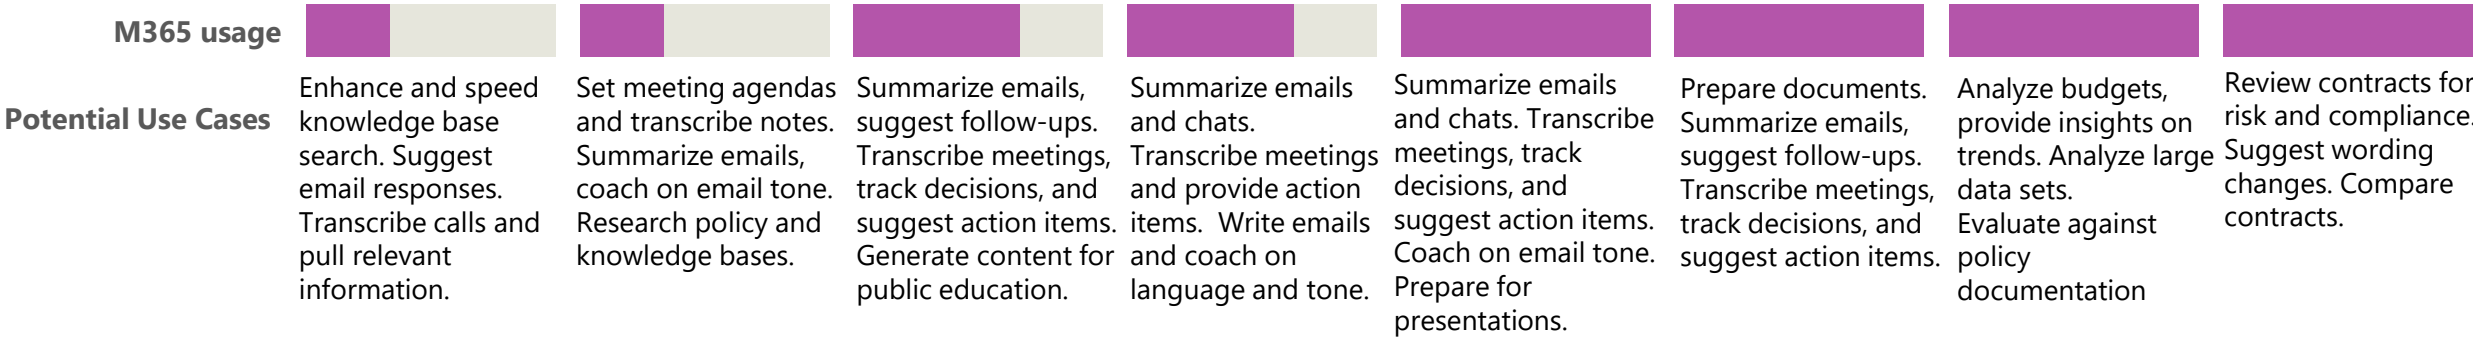 M365 usage
Potential Use Cases
Enhance and speed
knowledge base
search. Suggest
email responses.
Transcribe calls and
pull relevant
information.
Set meeting agendas
and transcribe notes.
Summarize emails,
coach on email tone.
Research policy and
knowledge bases.
Summarize emails,
suggest follow-ups.
Transcribe meetings,
track decisions, and
suggest action items.
Generate content for
public education.
Summarize emails
and chats.
Transcribe meetings
and provide action
items.  Write emails
and coach on
language and tone.
Summarize emails
and chats. Transcribe
meetings, track
decisions, and
suggest action items.
Coach on email tone.
Prepare for
presentations.
Prepare documents.
Summarize emails,
suggest follow-ups.
Transcribe meetings,
track decisions, and
suggest action items.
Analyze budgets,
provide insights on
trends. Analyze large
data sets.
Evaluate against
policy
documentation
Review contracts for
risk and compliance.
Suggest wording
changes. Compare
contracts.